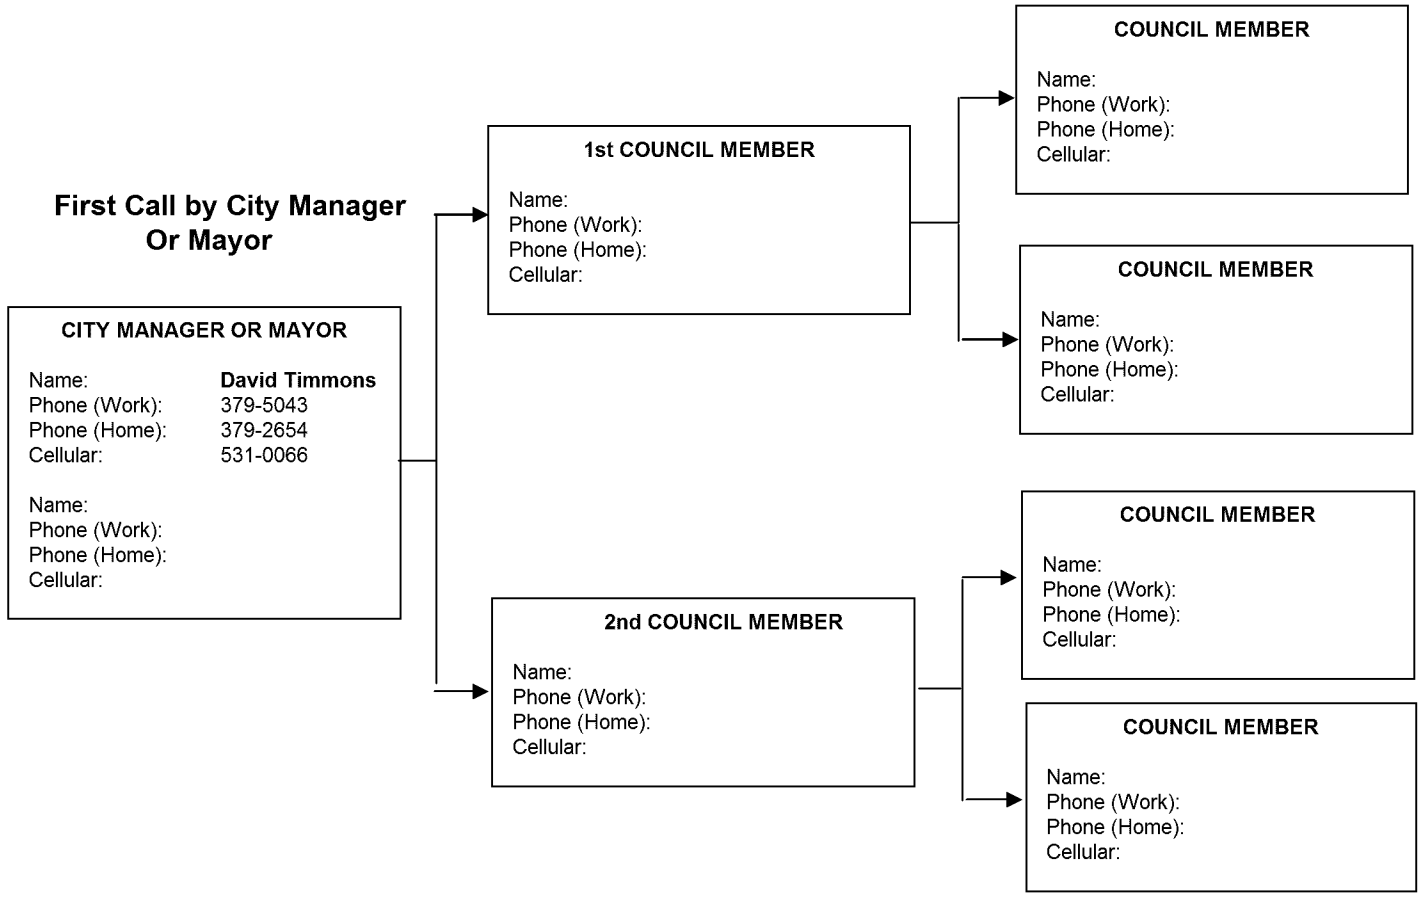 First Call by City Manager
Or Mayor
CITY MANAGER OR MAYOR
Name: David Timmons
Phone (Work): 379-5043
Phone (Home): 379-2654
Cellular: 531-0066
Name:
Phone (Work):
Phone (Home):
Cellular:
1st COUNCIL MEMBER
Name:
Phone (Work):
Phone (Home):
Cellular:
2nd COUNCIL MEMBER
Name:
Phone (Work):
Phone (Home):
Cellular:
COUNCIL MEMBER
Name:
Phone (Work):
Phone (Home):
Cellular:
COUNCIL MEMBER
Name:
Phone (Work):
Phone (Home):
Cellular:
COUNCIL MEMBER
Name:
Phone (Work):
Phone (Home):
Cellular:
COUNCIL MEMBER
Name:
Phone (Work):
Phone (Home):
Cellular: